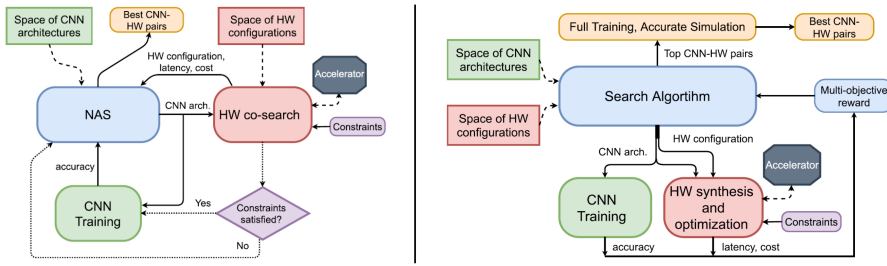 Space of CNN
architectures
Best CNN-
HW pairs
Space of HW
configurations
HW configuration,
latency, cost
Accelerator
NAS
CNN arch.
HW co-search
Constraints
accuracy
CNN
Training
Yes
Constraints
satisfied?
No
Full Training, Accurate Simulation
Best CNN-
HW pairs
Top CNN-HW pairs
Space of CNN
architectures
Search Algortihm
Multi-objective
reward
Space of HW
configurations
HW configuration
CNN arch.
Accelerator
CNN
Training
HW synthesis
and
optimization
Constraints
accuracy
latency, cost